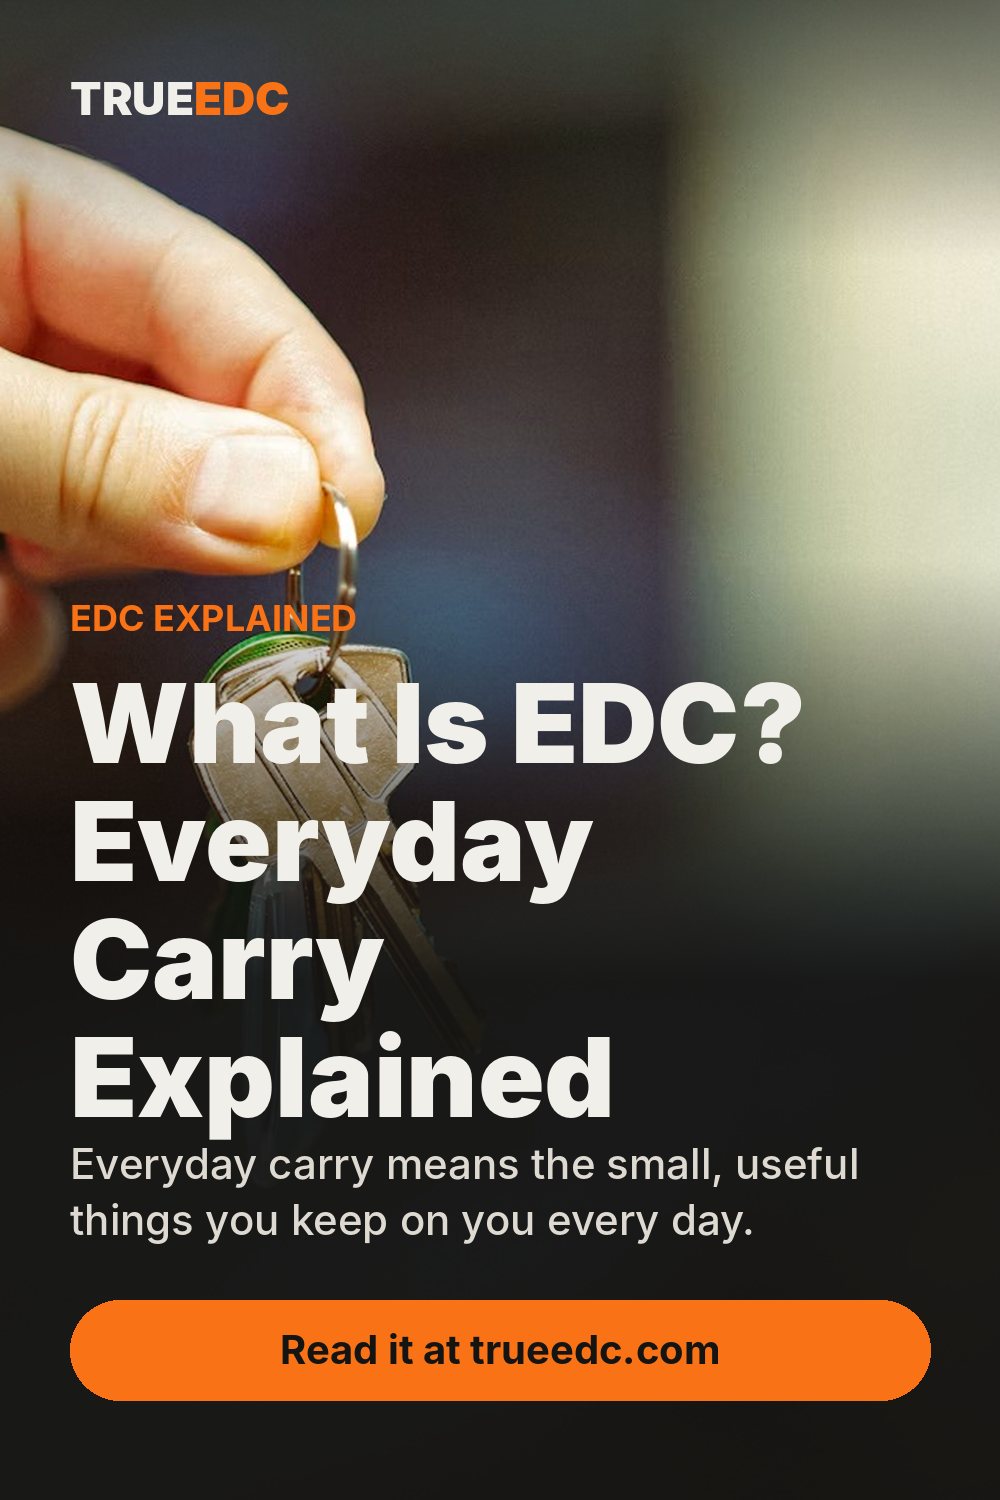 TRUEEDC
EDC EXPLAINED
What Is EDC?
Everyday
Carry
Explained
Everyday carry means the small, useful
things you keep on you every day.
Read it at trueedc.com